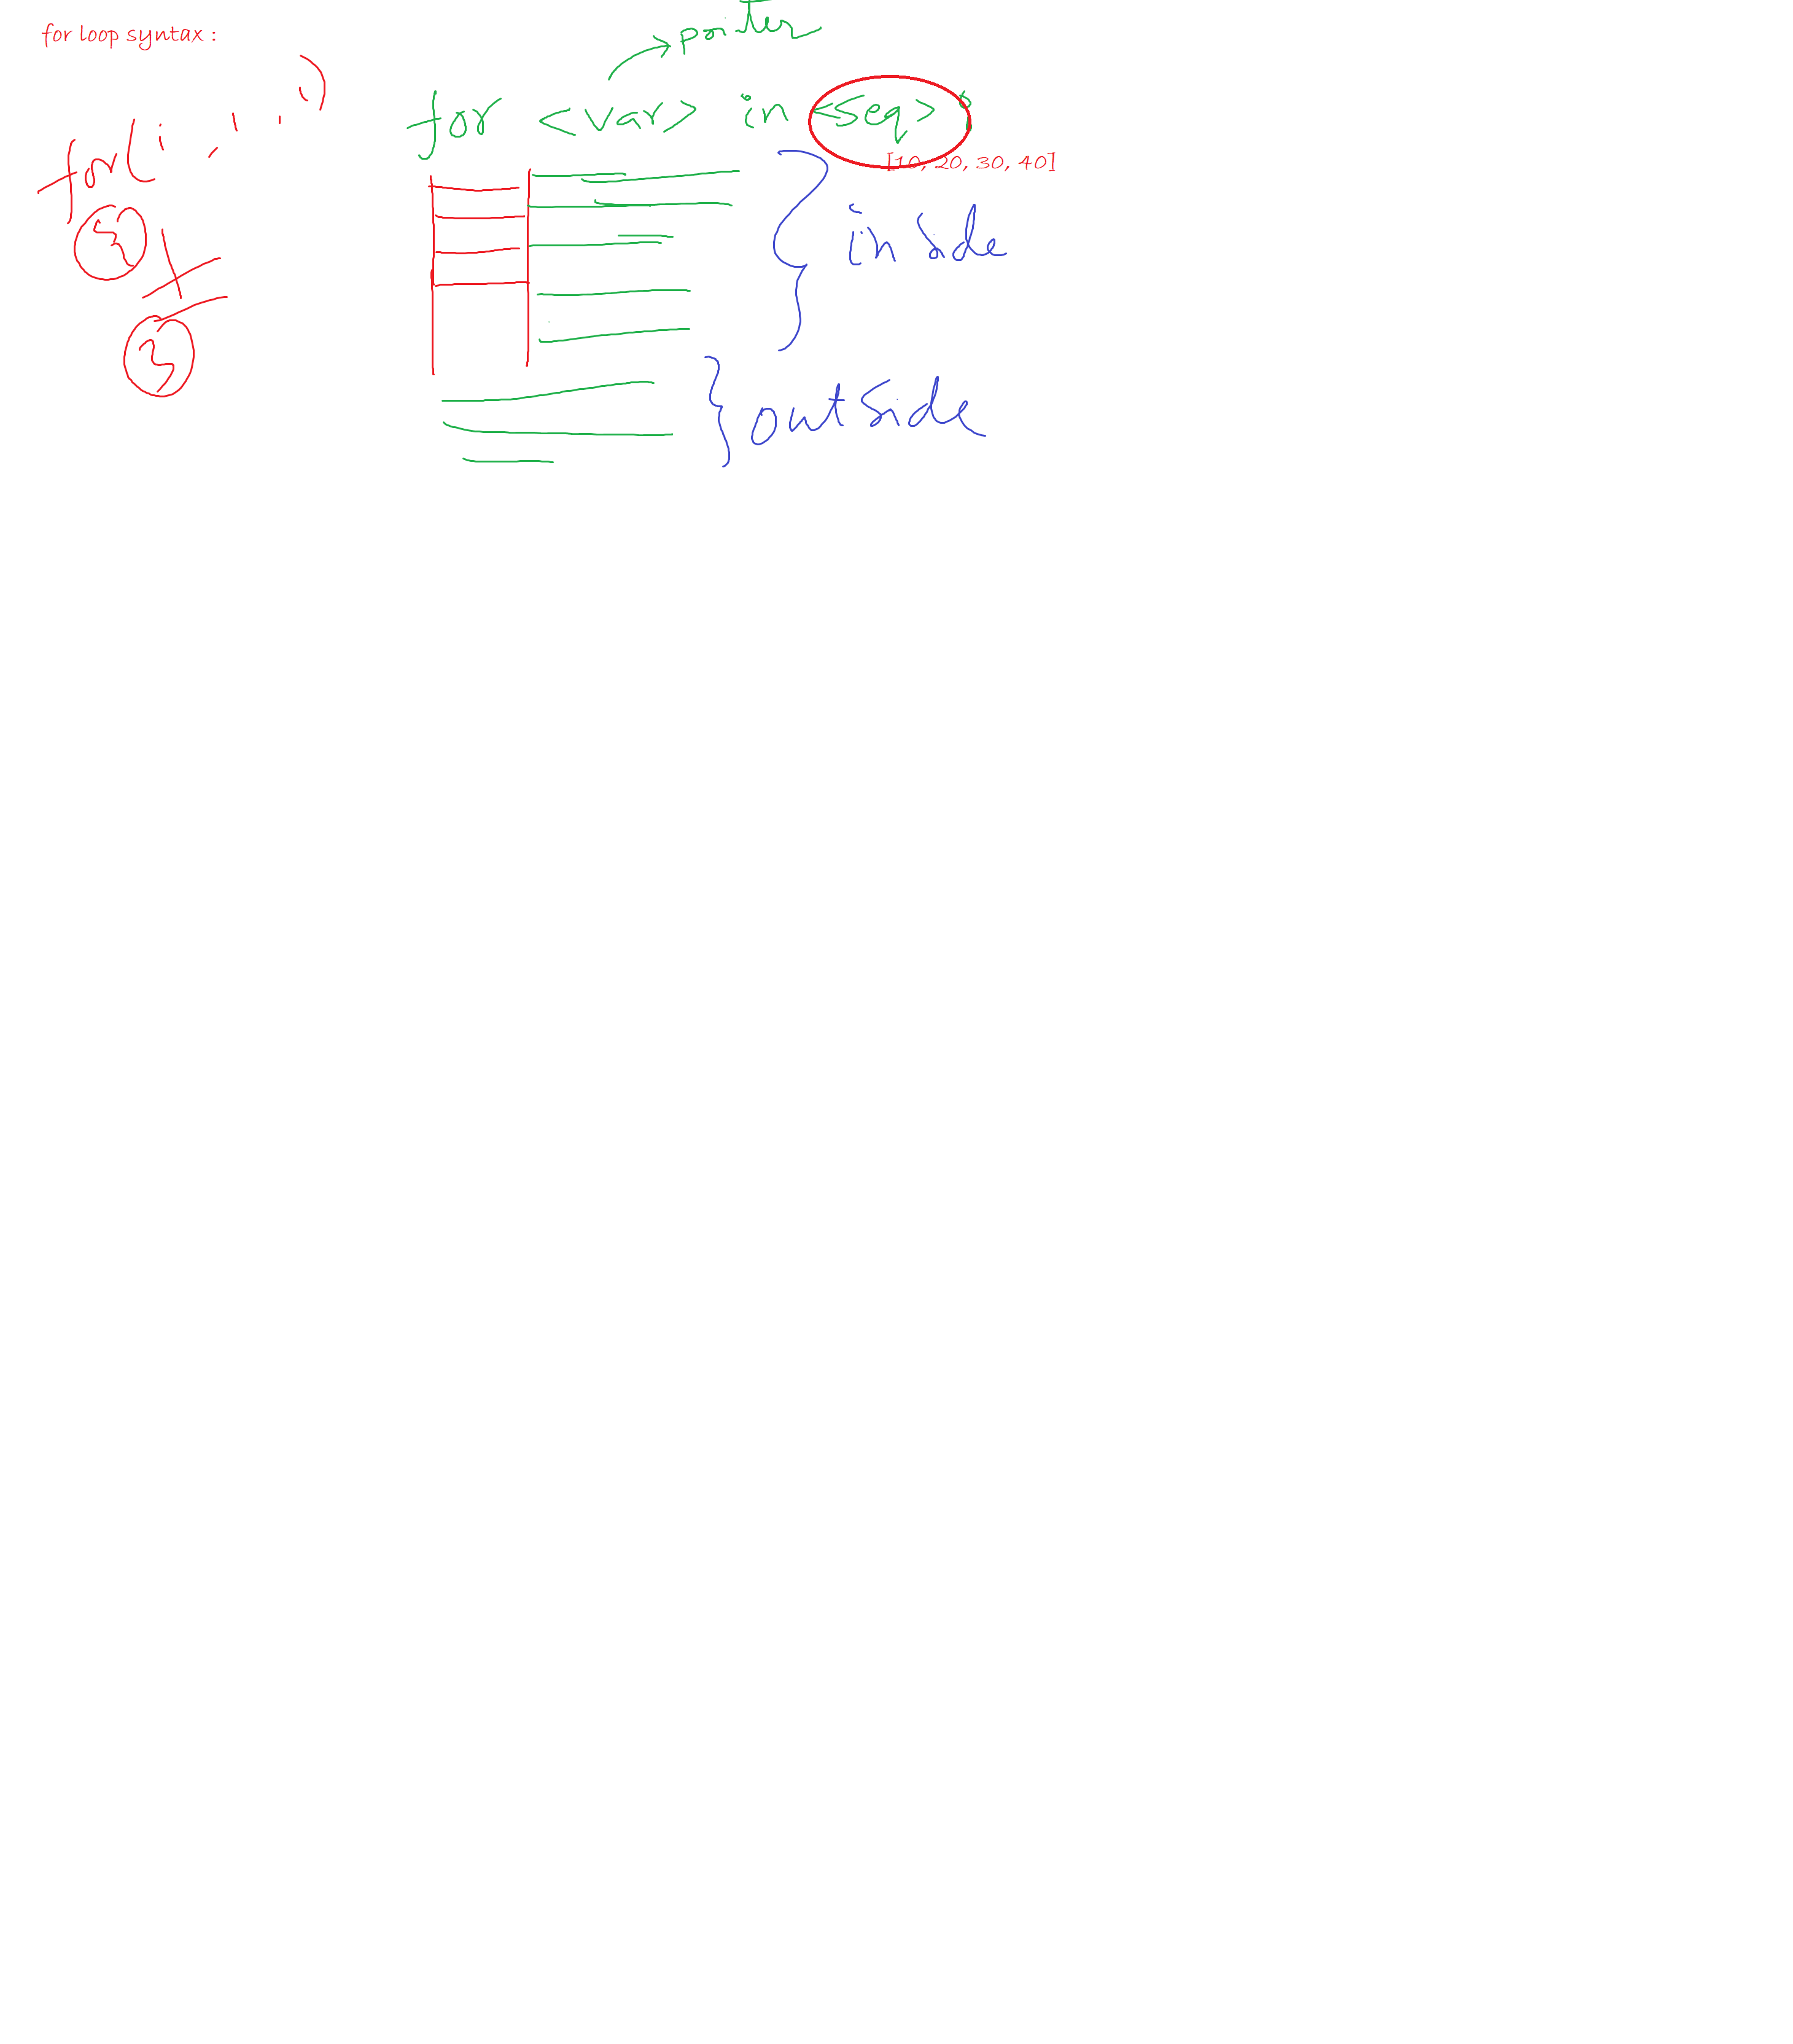 for loop syntax :
pointer
for <var> in <seq> :
[10, 20, 30, 40]
for(i
{
}
inside
outside